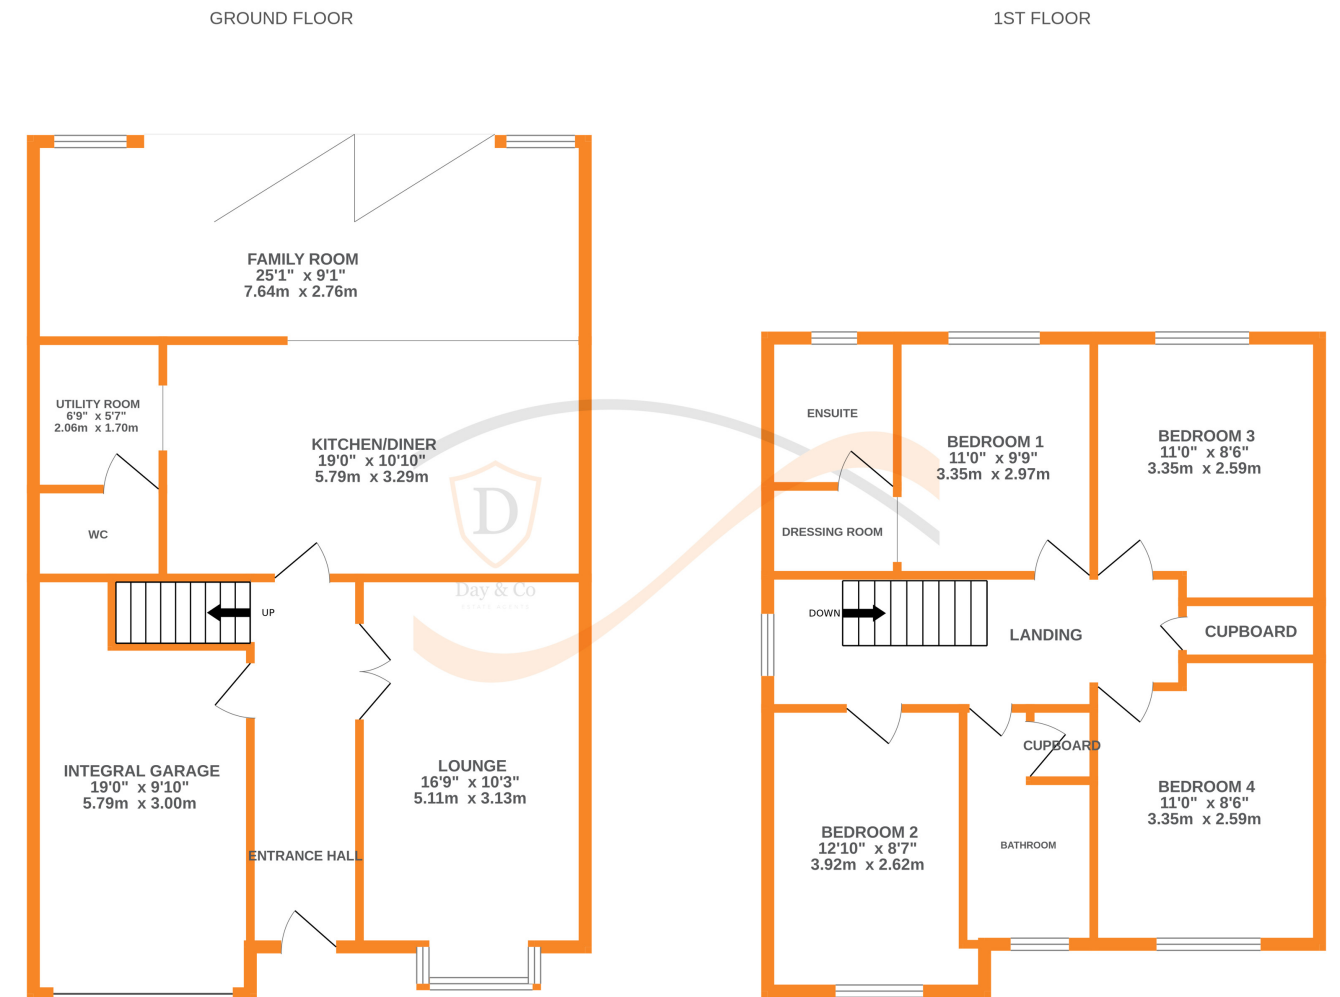 GROUND FLOOR
1ST FLOOR
FAMILY ROOM
25'1" x 9'1"
7.64m x 2.76m
UTILITY ROOM
6'9" x 5'7"
2.06m x 1.70m
KITCHEN/DINER
19'0" x 10'10"
5.79m x 3.29m
WC
D
Day & Co
ESTATE AGENTS
UP
INTEGRAL GARAGE
19'0" x 9'10"
5.79m x 3.00m
LOUNGE
16'9" x 10'3"
5.11m x 3.13m
ENTRANCE HALL
ENSUITE
BEDROOM 1
11'0" x 9'9"
3.35m x 2.97m
BEDROOM 3
11'0" x 8'6"
3.35m x 2.59m
DRESSING ROOM
DOWN
LANDING
CUPBOARD
CUPBOARD
BEDROOM 4
11'0" x 8'6"
3.35m x 2.59m
BEDROOM 2
12'10" x 8'7"
3.92m x 2.62m
BATHROOM